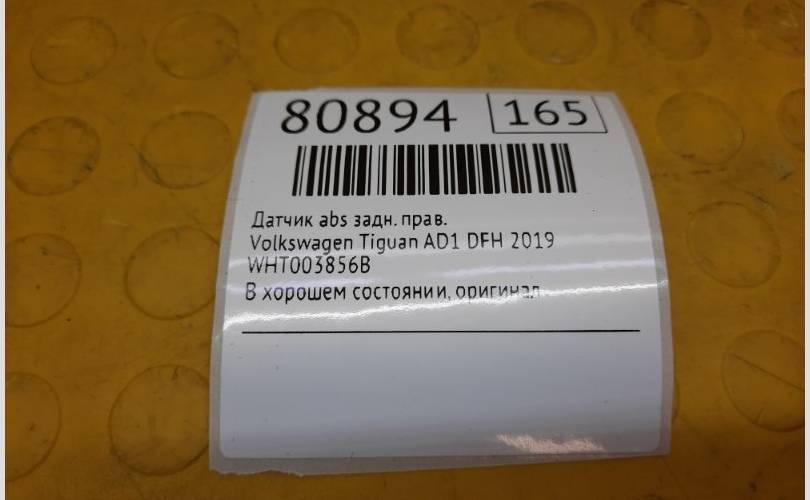 80894 165
Датчик abs задн. прав.
Volkswagen Tiguan AD1 DFH 2019
WHT003856B
В хорошем состоянии, оригинал.